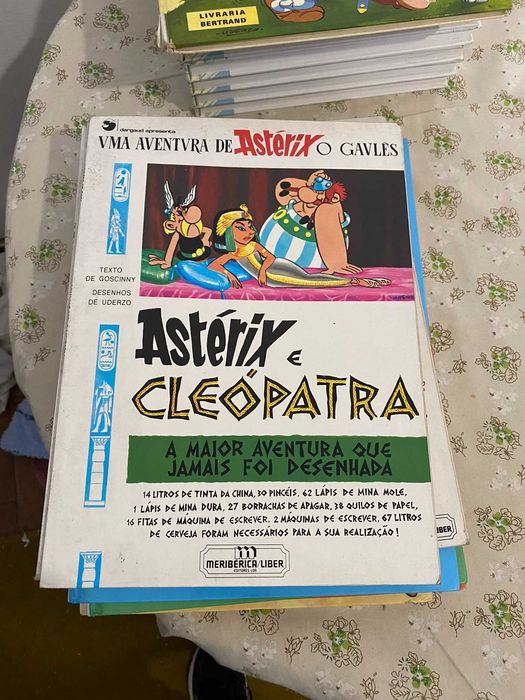 LIVRARIA
BERTRAND
dargaud apresenta
VMA AVENTVRA DE Astérix O GAVLÊS
TEXTO
DE GOSCINNY
DESENHOS
DE UDERZO
Astérix E
CLEÓPATRA
A MAIOR AVENTURA QUE
JAMAIS FOI DESENHADA
14 LITROS DE TINTA DA CHINA, 30 PINCÉIS, 62 LÁPIS DE MINA MOLE,
1 LÁPIS DE MINA DURA, 27 BORRACHAS DE APAGAR, 38 QUILOS DE PAPEL,
16 FITAS DE MÁQUINA DE ESCREVER, 2 MÁQUINAS DE ESCREVER, 67 LITROS
DE CERVEJA FORAM NECESSÁRIOS PARA A SUA REALIZAÇÃO !
MERIBÉRICA/LIBER
EDITORES LDA
IBER